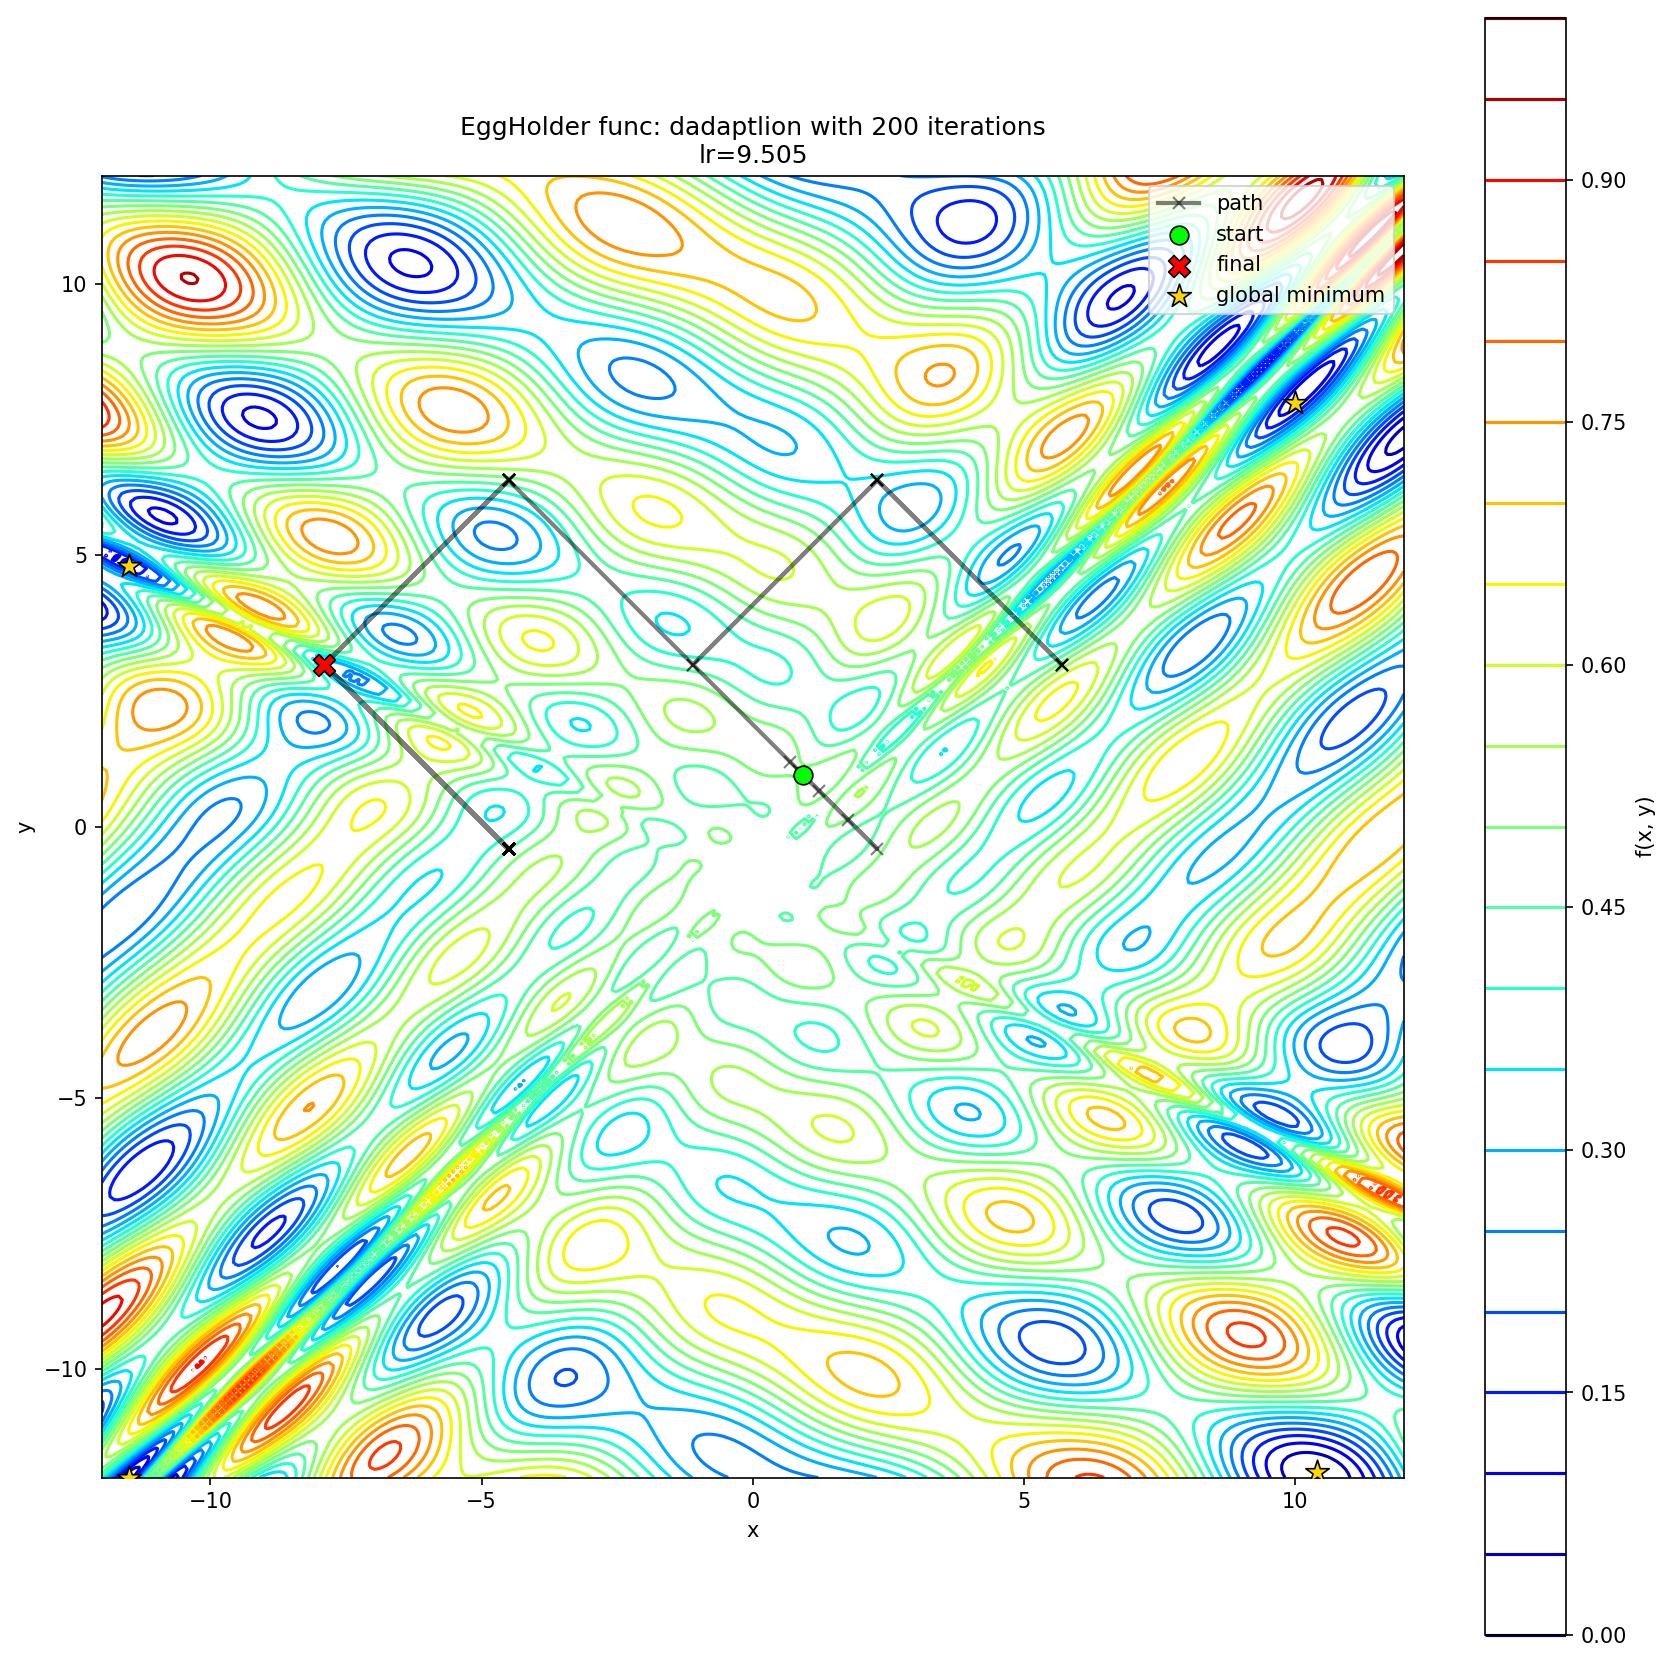 EggHolder func: dadaptlion with 200 iterations
lr=9.505
path
start
final
global minimum
10
5
0
−5
−10
y
−10
−5
0
5
10
x
0.90
0.75
0.60
0.45
0.30
0.15
0.00
f(x, y)